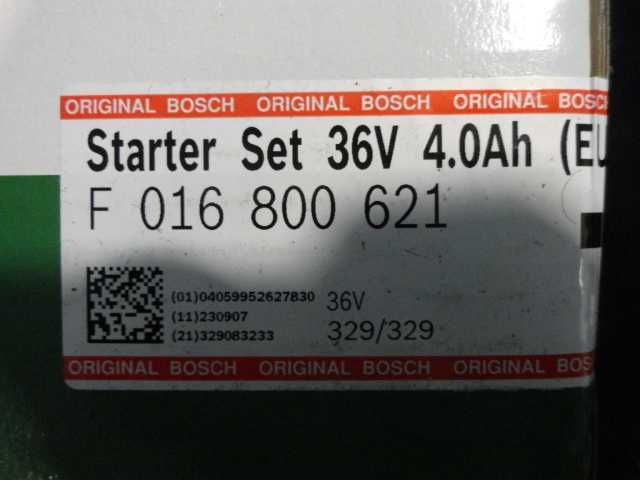 ORIGINAL BOSCH ORIGINAL BOSCH ORIGINAL BOSCH
Starter Set 36V 4.0Ah (EU
F 016 800 621
(01)04059952627830
(11)230907
(21)329083233
36V
329/329
ORIGINAL BOSCH ORIGINAL BOSCH ORIGINAL BOS